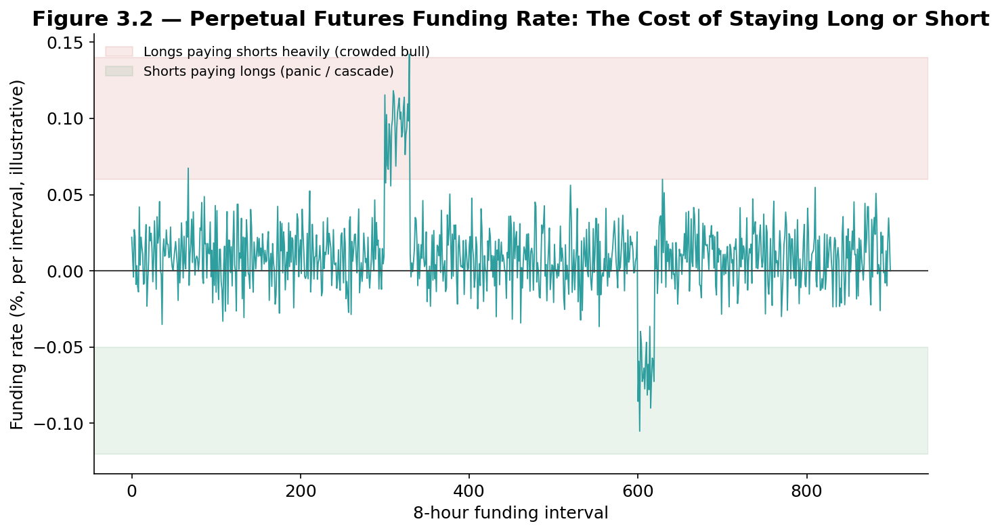 Figure 3.2 — Perpetual Futures Funding Rate: The Cost of Staying Long or Short
Longs paying shorts heavily (crowded bull)
Shorts paying longs (panic / cascade)
Funding rate (%, per interval, illustrative)
0.15
0.10
0.05
0.00
−0.05
−0.10
0 200 400 600 800
8-hour funding interval